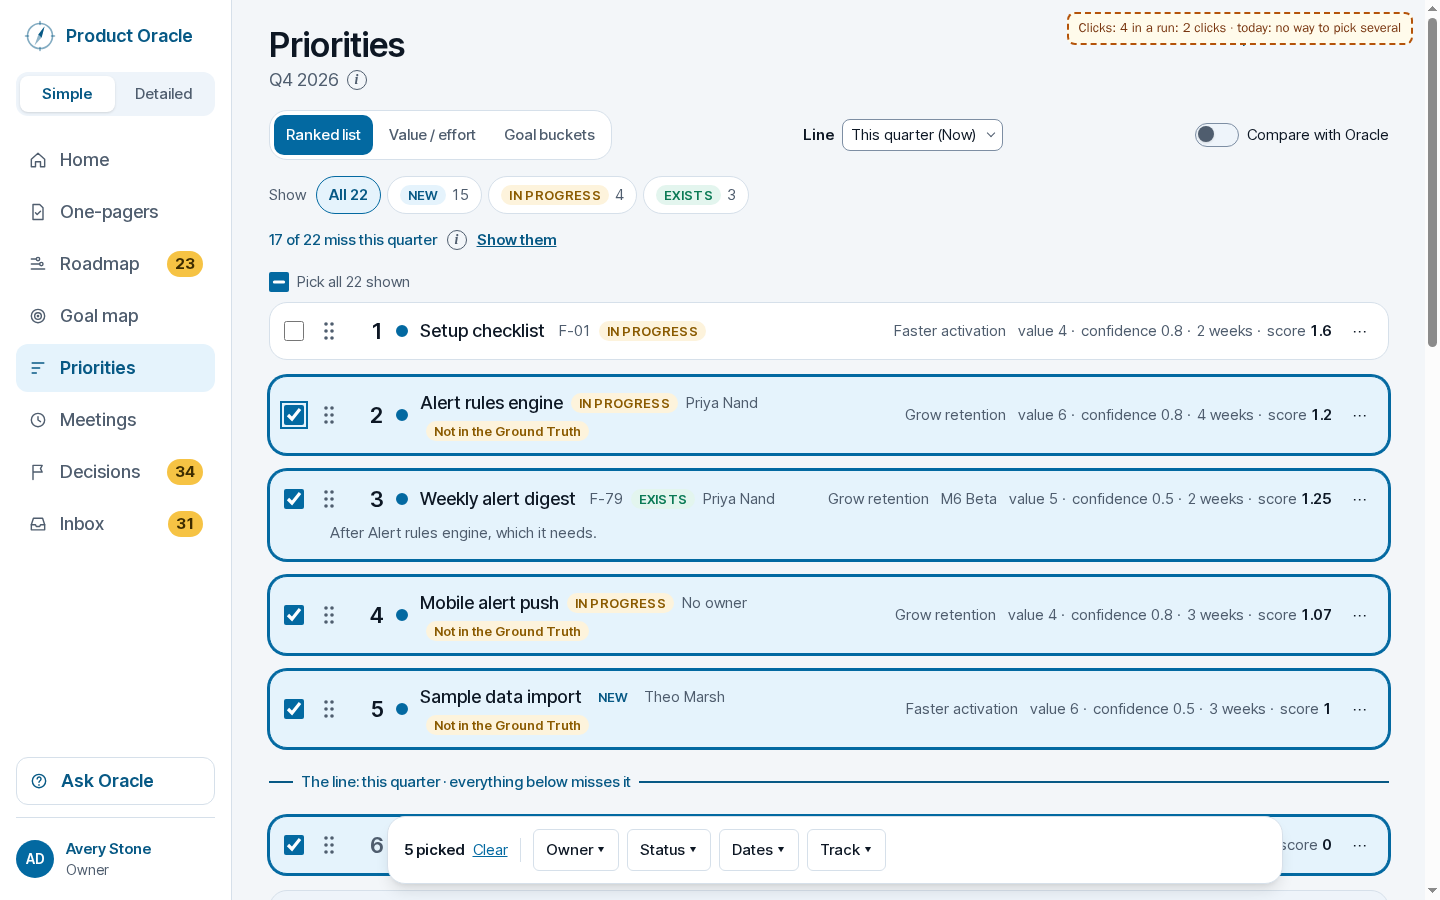 Product Oracle
Simple
Detailed
Home
One-pagers
Roadmap 23
Goal map
Priorities
Meetings
Decisions 34
Inbox 31
Ask Oracle
AD
Avery Stone
Owner
Clicks: 4 in a run: 2 clicks · today: no way to pick several
Priorities
Q4 2026 i
Ranked list Value / effort Goal buckets
Line This quarter (Now)
Compare with Oracle
Show All 22 NEW 15 IN PROGRESS 4 EXISTS 3
17 of 22 miss this quarter i Show them
Pick all 22 shown
1 Setup checklist F-01 IN PROGRESS Faster activation value 4 · confidence 0.8 · 2 weeks · score 1.6 ...
2 Alert rules engine IN PROGRESS Priya Nand Grow retention value 6 · confidence 0.8 · 4 weeks · score 1.2 ...
Not in the Ground Truth
3 Weekly alert digest F-79 EXISTS Priya Nand Grow retention M6 Beta value 5 · confidence 0.5 · 2 weeks · score 1.25 ...
After Alert rules engine, which it needs.
4 Mobile alert push IN PROGRESS No owner Grow retention value 4 · confidence 0.8 · 3 weeks · score 1.07 ...
Not in the Ground Truth
5 Sample data import NEW Theo Marsh Faster activation value 6 · confidence 0.5 · 3 weeks · score 1 ...
Not in the Ground Truth
The line: this quarter · everything below misses it
6 score 0 ...
5 picked Clear Owner ▾ Status ▾ Dates ▾ Track ▾